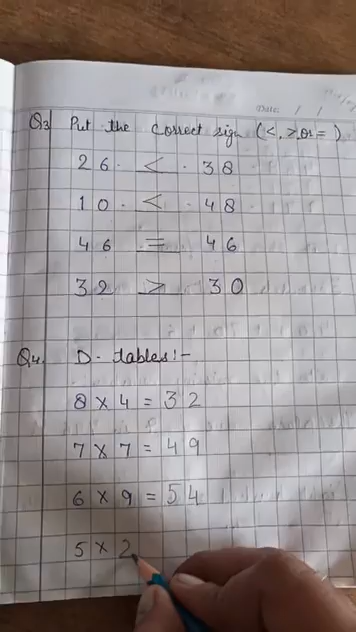 Date: / /
Q3 Put the correct sign (<, >, or = )
26 < 38
10 < 48
46 = 46
32 > 30
Q4. D. tables:-
8 × 4 = 32
7 × 7 = 49
6 × 9 = 54
5 × 2